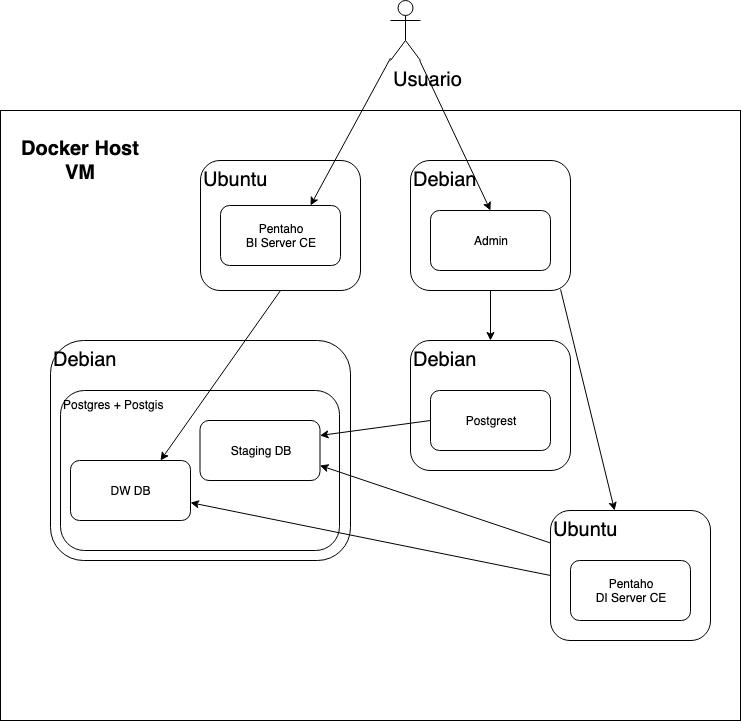 Usuario
Docker Host
VM
Ubuntu
Pentaho
BI Server CE
Debian
Admin
Debian
Postgres + Postgis
Staging DB
DW DB
Debian
Postgrest
Ubuntu
Pentaho
DI Server CE